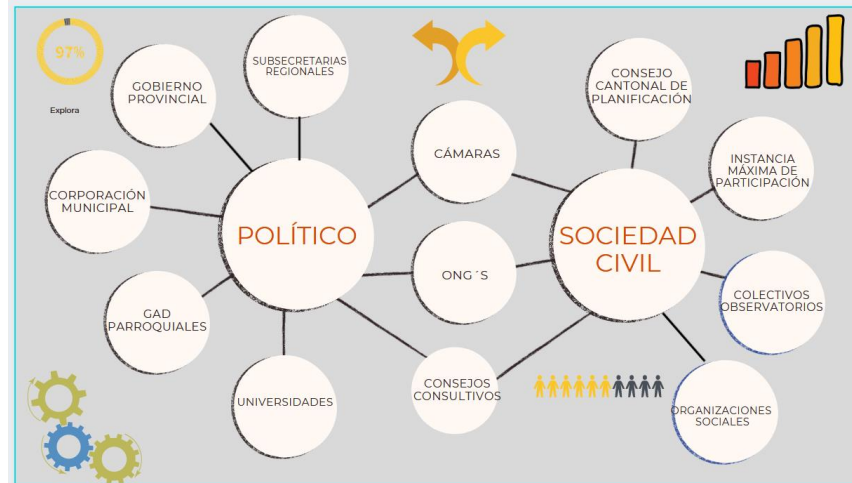 97%
Explora
GOBIERNO
PROVINCIAL
SUBSECRETARIAS
REGIONALES
CORPORACIÓN
MUNICIPAL
POLÍTICO
GAD
PARROQUIALES
UNIVERSIDADES
CÁMARAS
ONG´S
CONSEJOS
CONSULTIVOS
CONSEJO
CANTONAL DE
PLANIFICACIÓN
INSTANCIA
MÁXIMA DE
PARTICIPACIÓN
SOCIEDAD
CIVIL
COLECTIVOS
OBSERVATORIOS
ORGANIZACIONES
SOCIALES